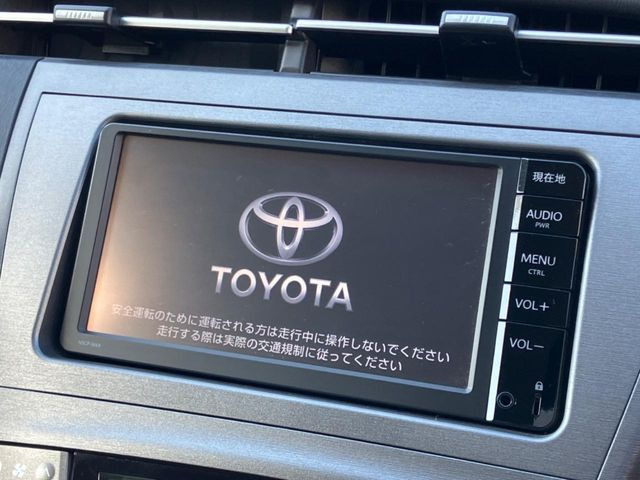 TOYOTA
安全運転のために運転される方は走行中に操作しないでください
走行する際は実際の交通規制に従ってください
現在地
AUDIO
PWR
MENU
CTRL
VOL+
VOL−